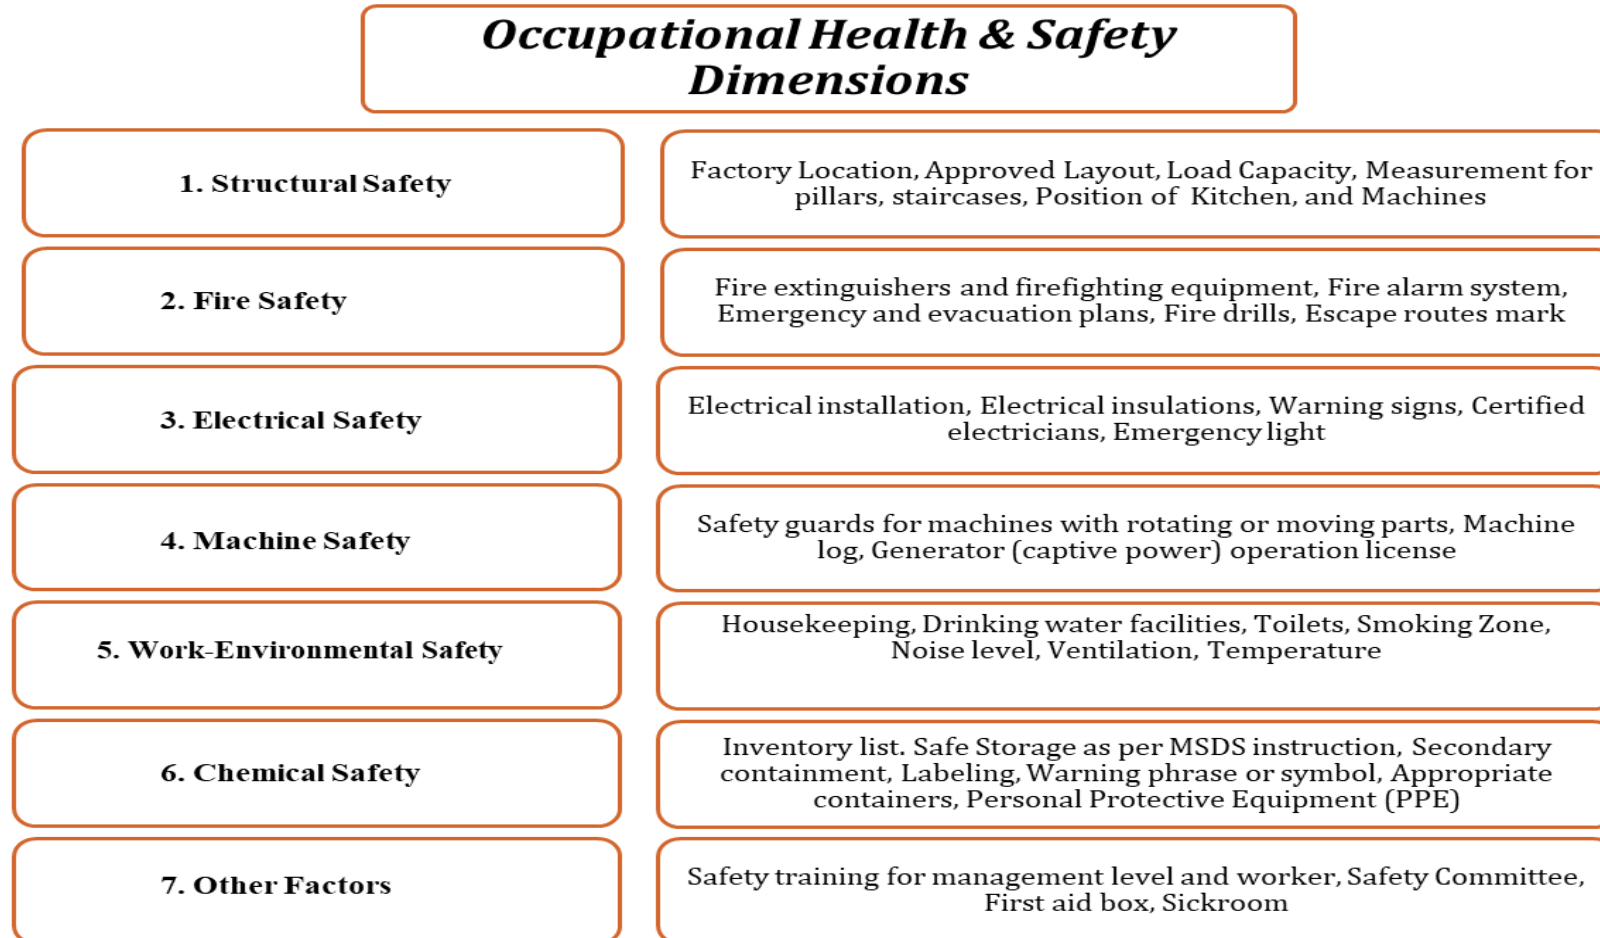 Occupational Health & Safety
Dimensions
1. Structural Safety
Factory Location, Approved Layout, Load Capacity, Measurement for
pillars, staircases, Position of Kitchen, and Machines
2. Fire Safety
Fire extinguishers and firefighting equipment, Fire alarm system,
Emergency and evacuation plans, Fire drills, Escape routes mark
3. Electrical Safety
Electrical installation, Electrical insulations, Warning signs, Certified
electricians, Emergency light
4. Machine Safety
Safety guards for machines with rotating or moving parts, Machine
log, Generator (captive power) operation license
5. Work-Environmental Safety
Housekeeping, Drinking water facilities, Toilets, Smoking Zone,
Noise level, Ventilation, Temperature
6. Chemical Safety
Inventory list. Safe Storage as per MSDS instruction, Secondary
containment, Labeling, Warning phrase or symbol, Appropriate
containers, Personal Protective Equipment (PPE)
7. Other Factors
Safety training for management level and worker, Safety Committee,
First aid box, Sickroom